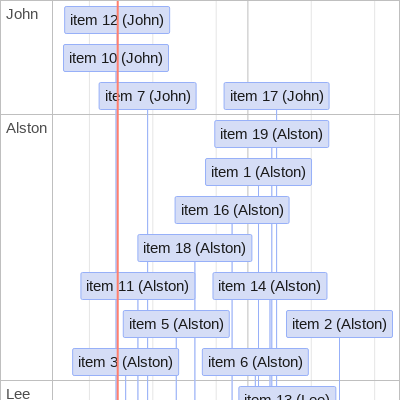 John
item 12 (John)
item 10 (John)
item 7 (John)
item 17 (John)
Alston
item 19 (Alston)
item 1 (Alston)
item 16 (Alston)
item 18 (Alston)
item 11 (Alston)
item 14 (Alston)
item 5 (Alston)
item 2 (Alston)
item 3 (Alston)
item 6 (Alston)
Lee
item 13 (Lee)